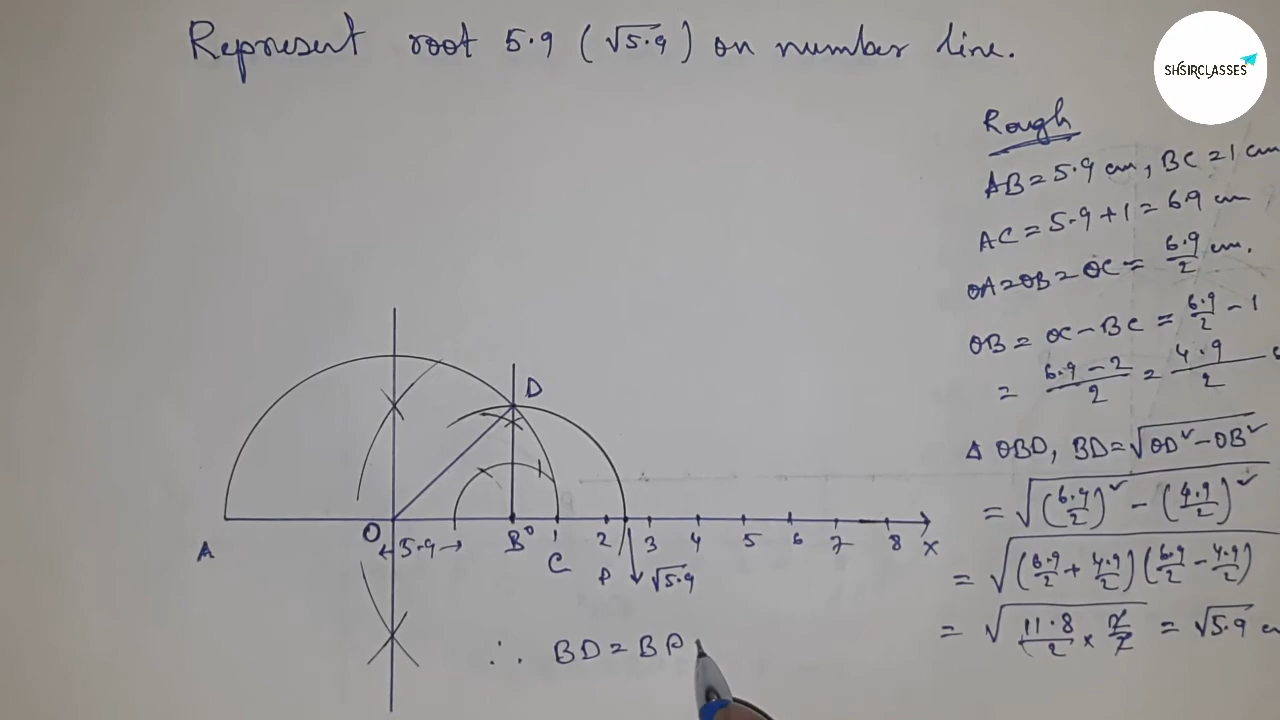 Represent root 5.9 (√5.9) on number line.
SHSIRCLASSES
Rough
AB = 5.9 cm, BC = 1 cm
AC = 5.9 + 1 = 6.9 cm
OA = OB = OC = 6.9/2 cm.
OB = OC - BC = 6.9/2 - 1
= 6.9 - 2/2 = 4.9/2
Δ OBD, BD = √OD² - OB²
= √(6.9/2)² - (4.9/2)²
= √(6.9/2 + 4.9/2)(6.9/2 - 4.9/2)
= √11.8/2 × 2/2 = √5.9 cm
D
A O B 0 1 2 3 4 5 6 7 8 X
5.9
C P √5.9
∴ BD = BP